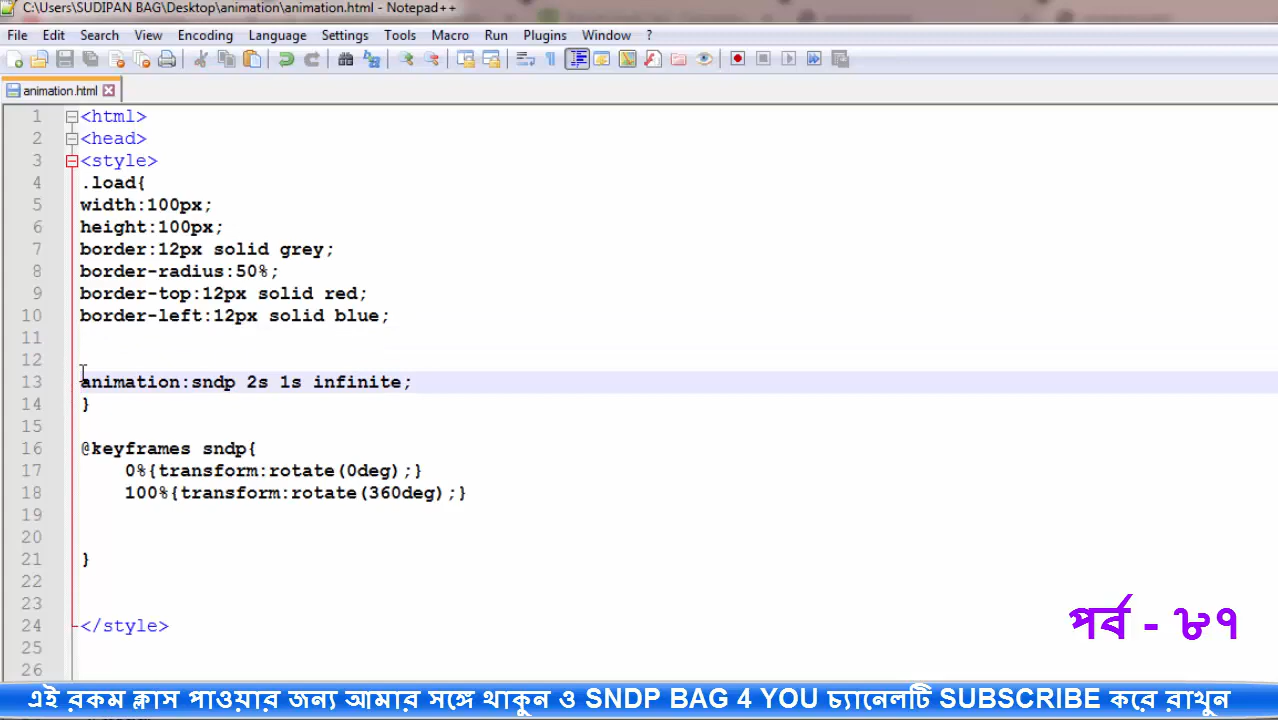 C:\Users\SUDIPAN BAG\Desktop\animation\animation.html - Notepad++
File Edit Search View Encoding Language Settings Tools Macro Run Plugins Window ?
animation.html
1 <html>
2 <head>
3 <style>
4 .load{
5 width:100px;
6 height:100px;
7 border:12px solid grey;
8 border-radius:50%;
9 border-top:12px solid red;
10 border-left:12px solid blue;
11
12
13 animation:sndp 2s 1s infinite;
14 }
15
16 @keyframes sndp{
17 0%{transform:rotate(0deg);}
18 100%{transform:rotate(360deg);}
19
20
21 }
22
23
24 </style>
25
26
পর্ব - ৮৭
এই রকম ক্লাস পাওয়ার জন্য আমার সঙ্গে থাকুন ও SNDP BAG 4 YOU চ্যানেলটি SUBSCRIBE করে রাখুন